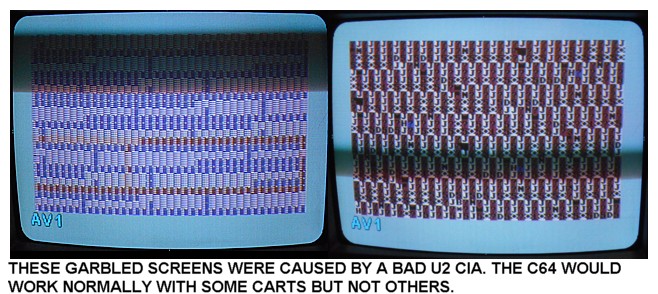 AV1
AV1
THESE GARBLED SCREENS WERE CAUSED BY A BAD U2 CIA. THE C64 WOULD
WORK NORMALLY WITH SOME CARTS BUT NOT OTHERS.